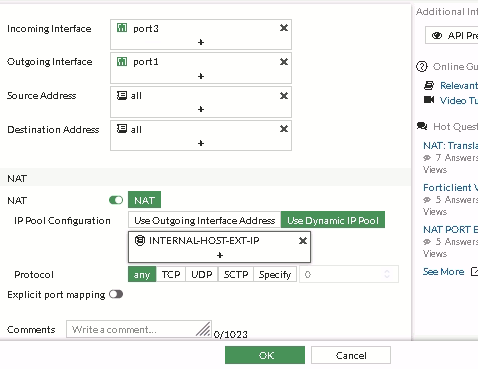 Incoming Interface
port3
+
Outgoing Interface
port1
+
Source Address
all
+
Destination Address
all
+
NAT
NAT NAT
IP Pool Configuration Use Outgoing Interface Address Use Dynamic IP Pool
INTERNAL-HOST-EXT-IP
+
Protocol any TCP UDP SCTP Specify 0
Explicit port mapping
Comments Write a comment... 0/1023
OK Cancel
Additional In
API Pre
Online Gu
Relevant
Video Tu
Hot Quest
NAT: Transla
7 Answers
Views
Forticlient V
5 Answers
Views
NAT PORT E
5 Answers
Views
See More